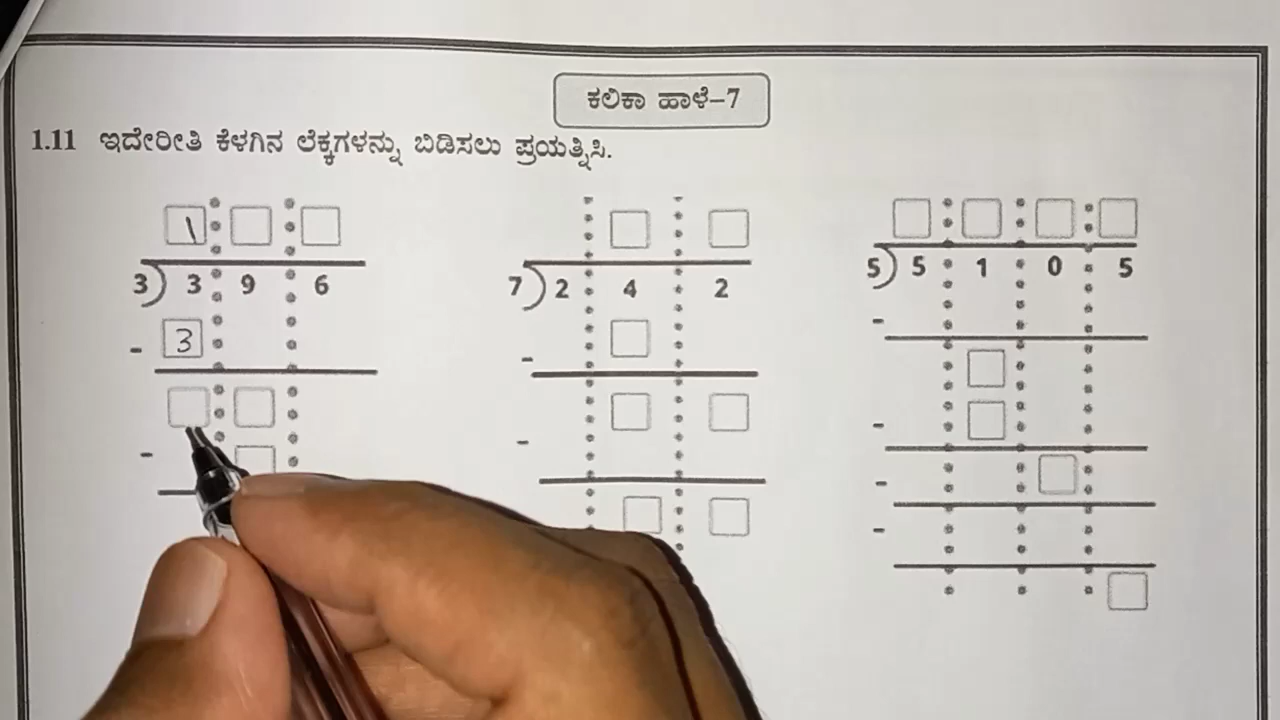 ಕಲಿಕಾ ಹಾಳೆ-7
1.11 ಇದೇರೀತಿ ಕೆಳಗಿನ ಲೆಕ್ಕಗಳನ್ನು ಬಿಡಿಸಲು ಪ್ರಯತ್ನಿಸಿ.
1
3) 3 9 6
- 3
-
7) 2 4 2
-
-
5) 5 1 0 5
-
-
-
-